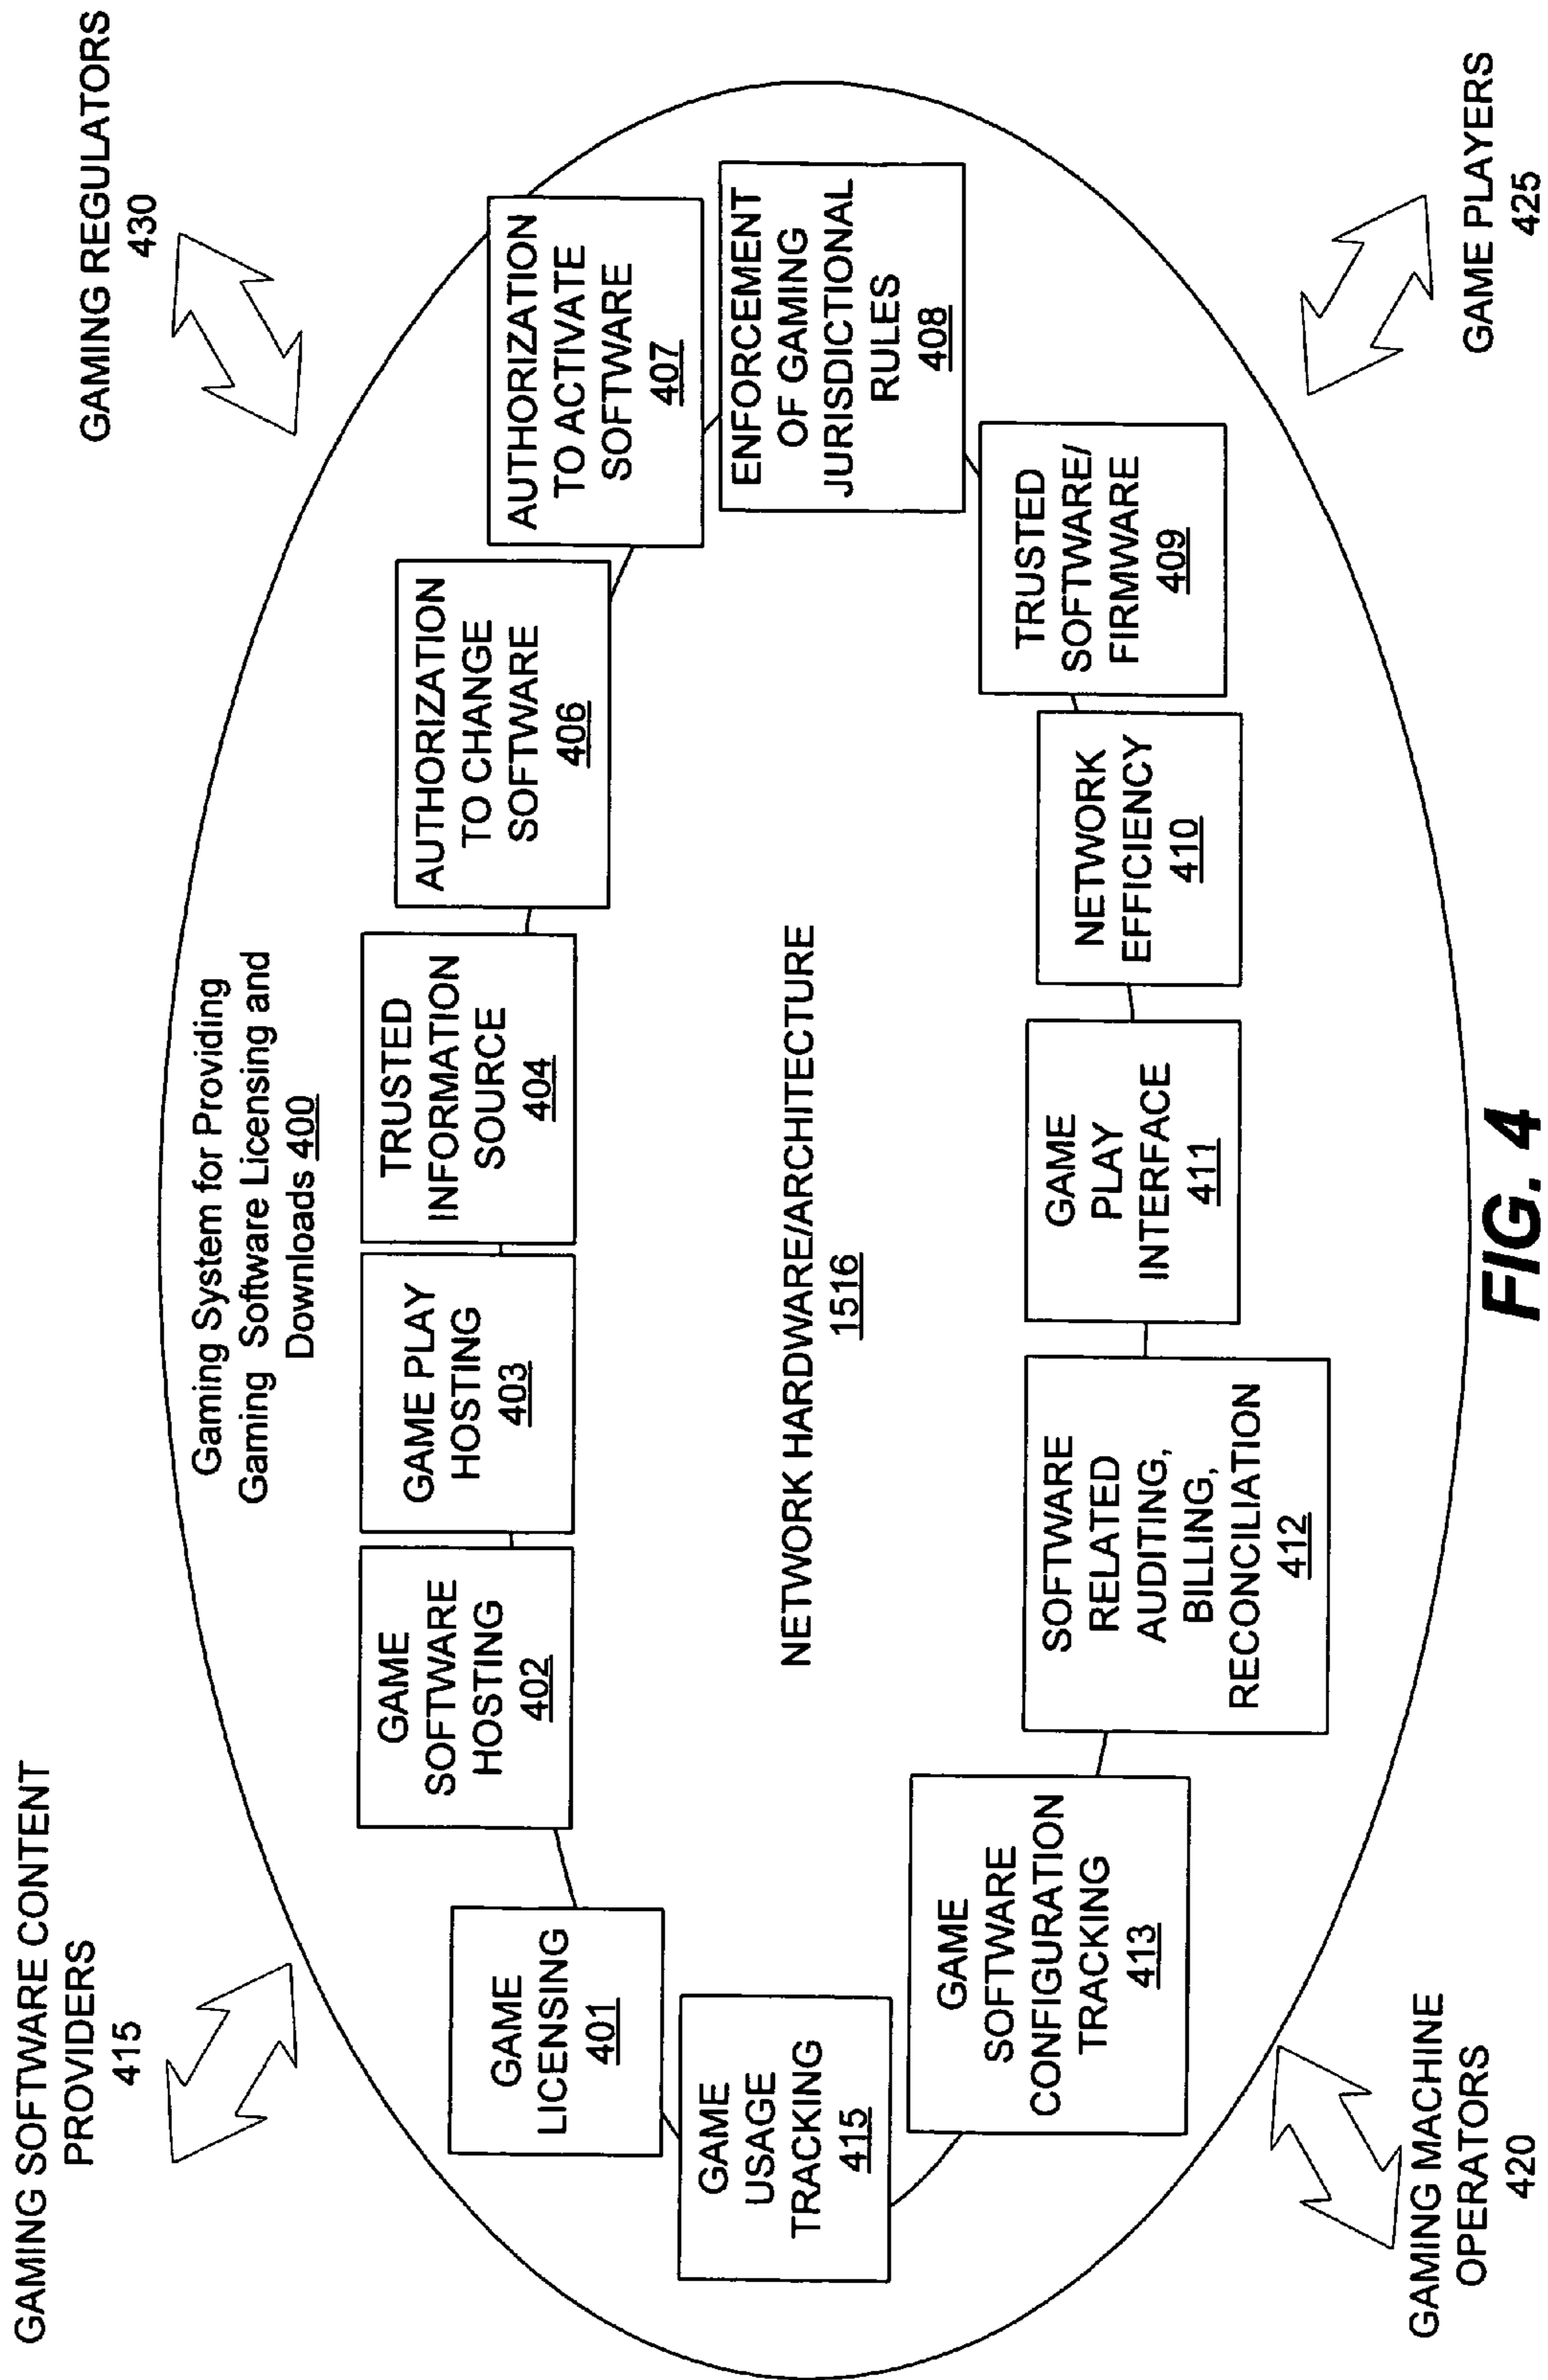 GAMING SOFTWARE CONTENT
PROVIDERS
415
GAMING REGULATORS
430
Gaming System for Providing
Gaming Software Licensing and
Downloads 400
GAME
LICENSING
401
GAME
SOFTWARE
HOSTING
402
GAME PLAY
HOSTING
403
TRUSTED
INFORMATION
SOURCE
404
AUTHORIZATION
TO CHANGE
SOFTWARE
406
AUTHORIZATION
TO ACTIVATE
SOFTWARE
407
ENFORCEMENT
OF GAMING
JURISDICTIONAL
RULES
408
NETWORK HARDWARE/ARCHITECTURE
1516
GAME
USAGE
TRACKING
415
GAME
SOFTWARE
CONFIGURATION
TRACKING
413
SOFTWARE
RELATED
AUDITING,
BILLING,
RECONCILIATION
412
GAME
PLAY
INTERFACE
411
NETWORK
EFFICIENCY
410
TRUSTED
SOFTWARE/
FIRMWARE
409
GAMING MACHINE
OPERATORS
420
GAME PLAYERS
425
FIG. 4